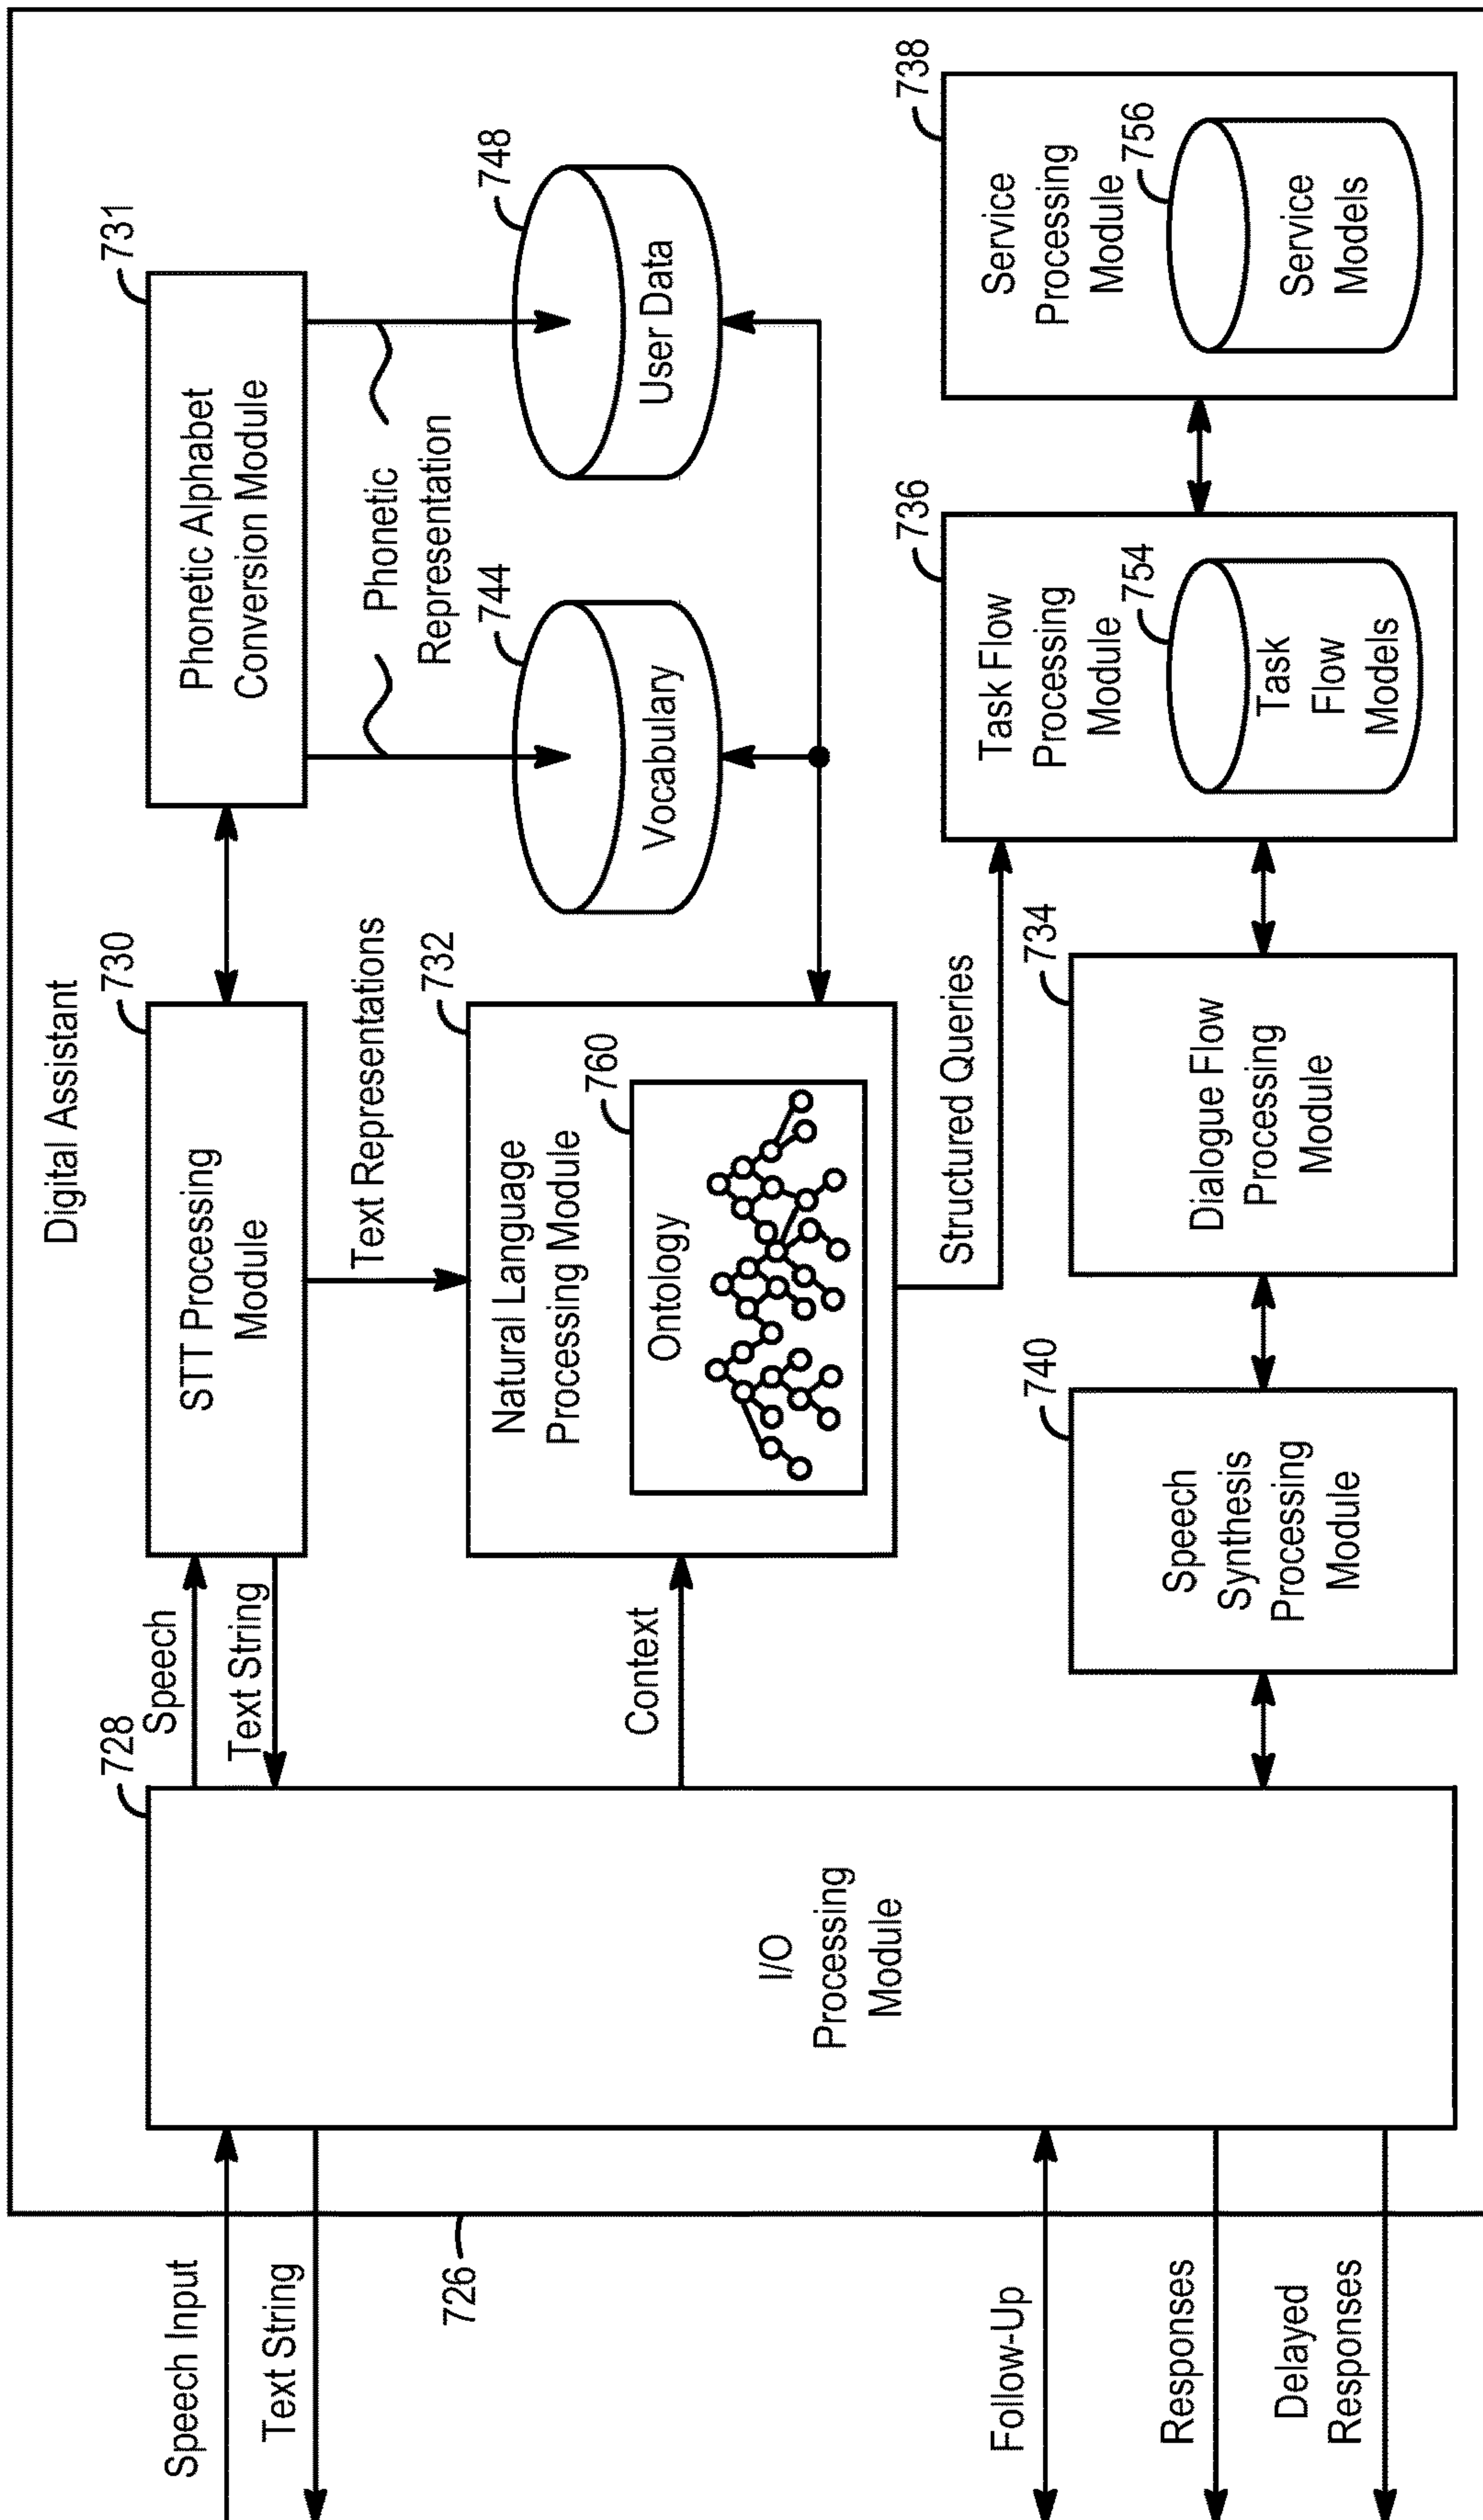 Digital Assistant
Speech Input
Text String
726
728
I/O
Processing
Module
Speech
Text String
730
STT Processing
Module
731
Phonetic Alphabet
Conversion Module
Text Representations
Phonetic
Representation
Context
732
Natural Language
Processing Module
760
Ontology
744
Vocabulary
748
User Data
Structured Queries
Follow-Up
Responses
Delayed
Responses
740
Speech
Synthesis
Processing
Module
734
Dialogue Flow
Processing
Module
736
Task Flow
Processing
Module
754
Task
Flow
Models
738
Service
Processing
Module
756
Service
Models